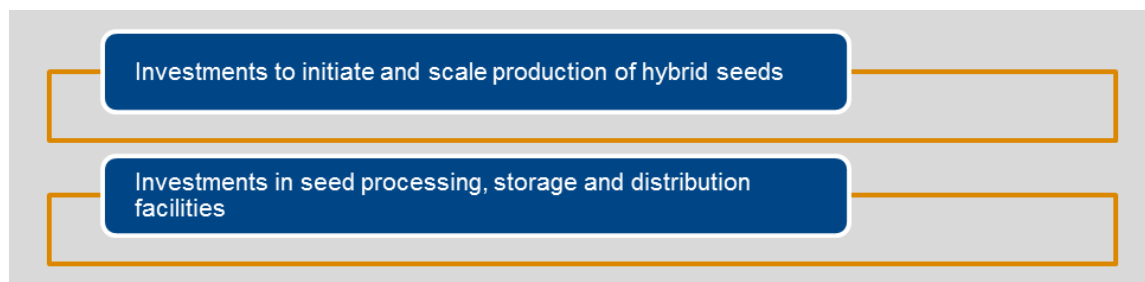 Investments to initiate and scale production of hybrid seeds
Investments in seed processing, storage and distribution
facilities